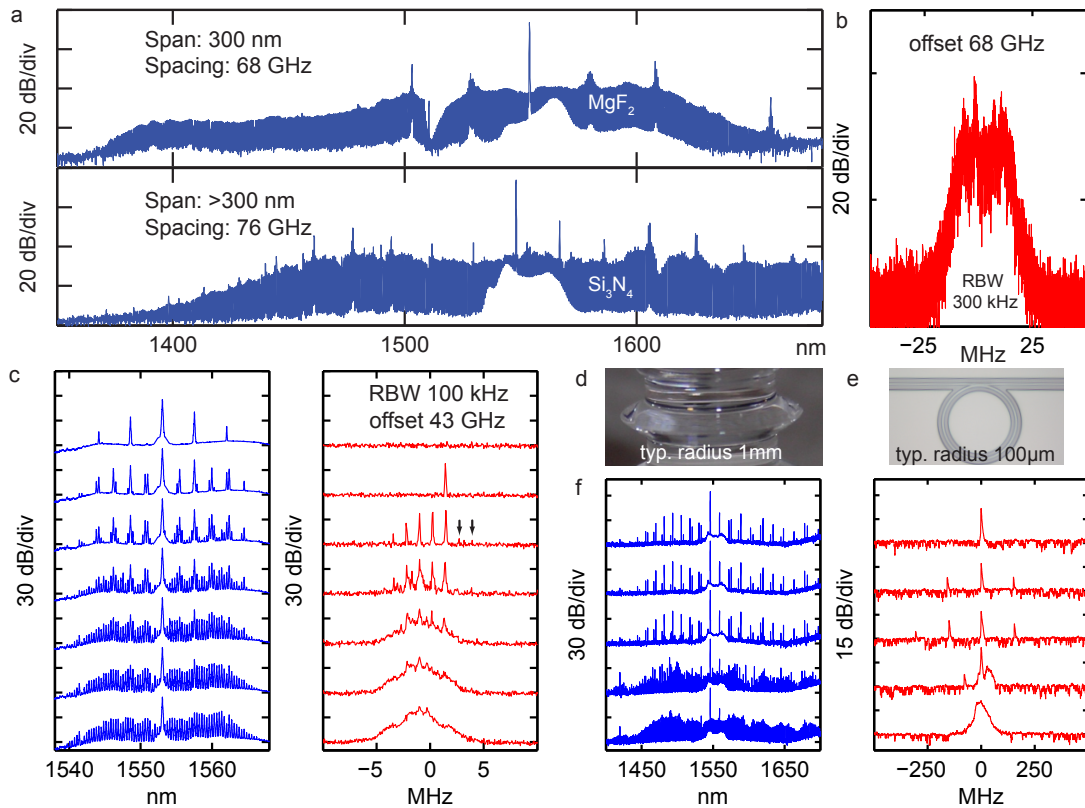 a
Span: 300 nm
Spacing: 68 GHz
MgF2
20 dB/div
Span: >300 nm
Spacing: 76 GHz
Si3N4
20 dB/div
1400
1500
1600
nm
b
offset 68 GHz
20 dB/div
RBW
300 kHz
−25
25
MHz
c
30 dB/div
1540
1550
1560
nm
RBW 100 kHz
offset 43 GHz
30 dB/div
−5
0
5
MHz
d
typ. radius 1mm
e
typ. radius 100µm
f
30 dB/div
1450
1550
1650
nm
15 dB/div
−250
0
250
MHz